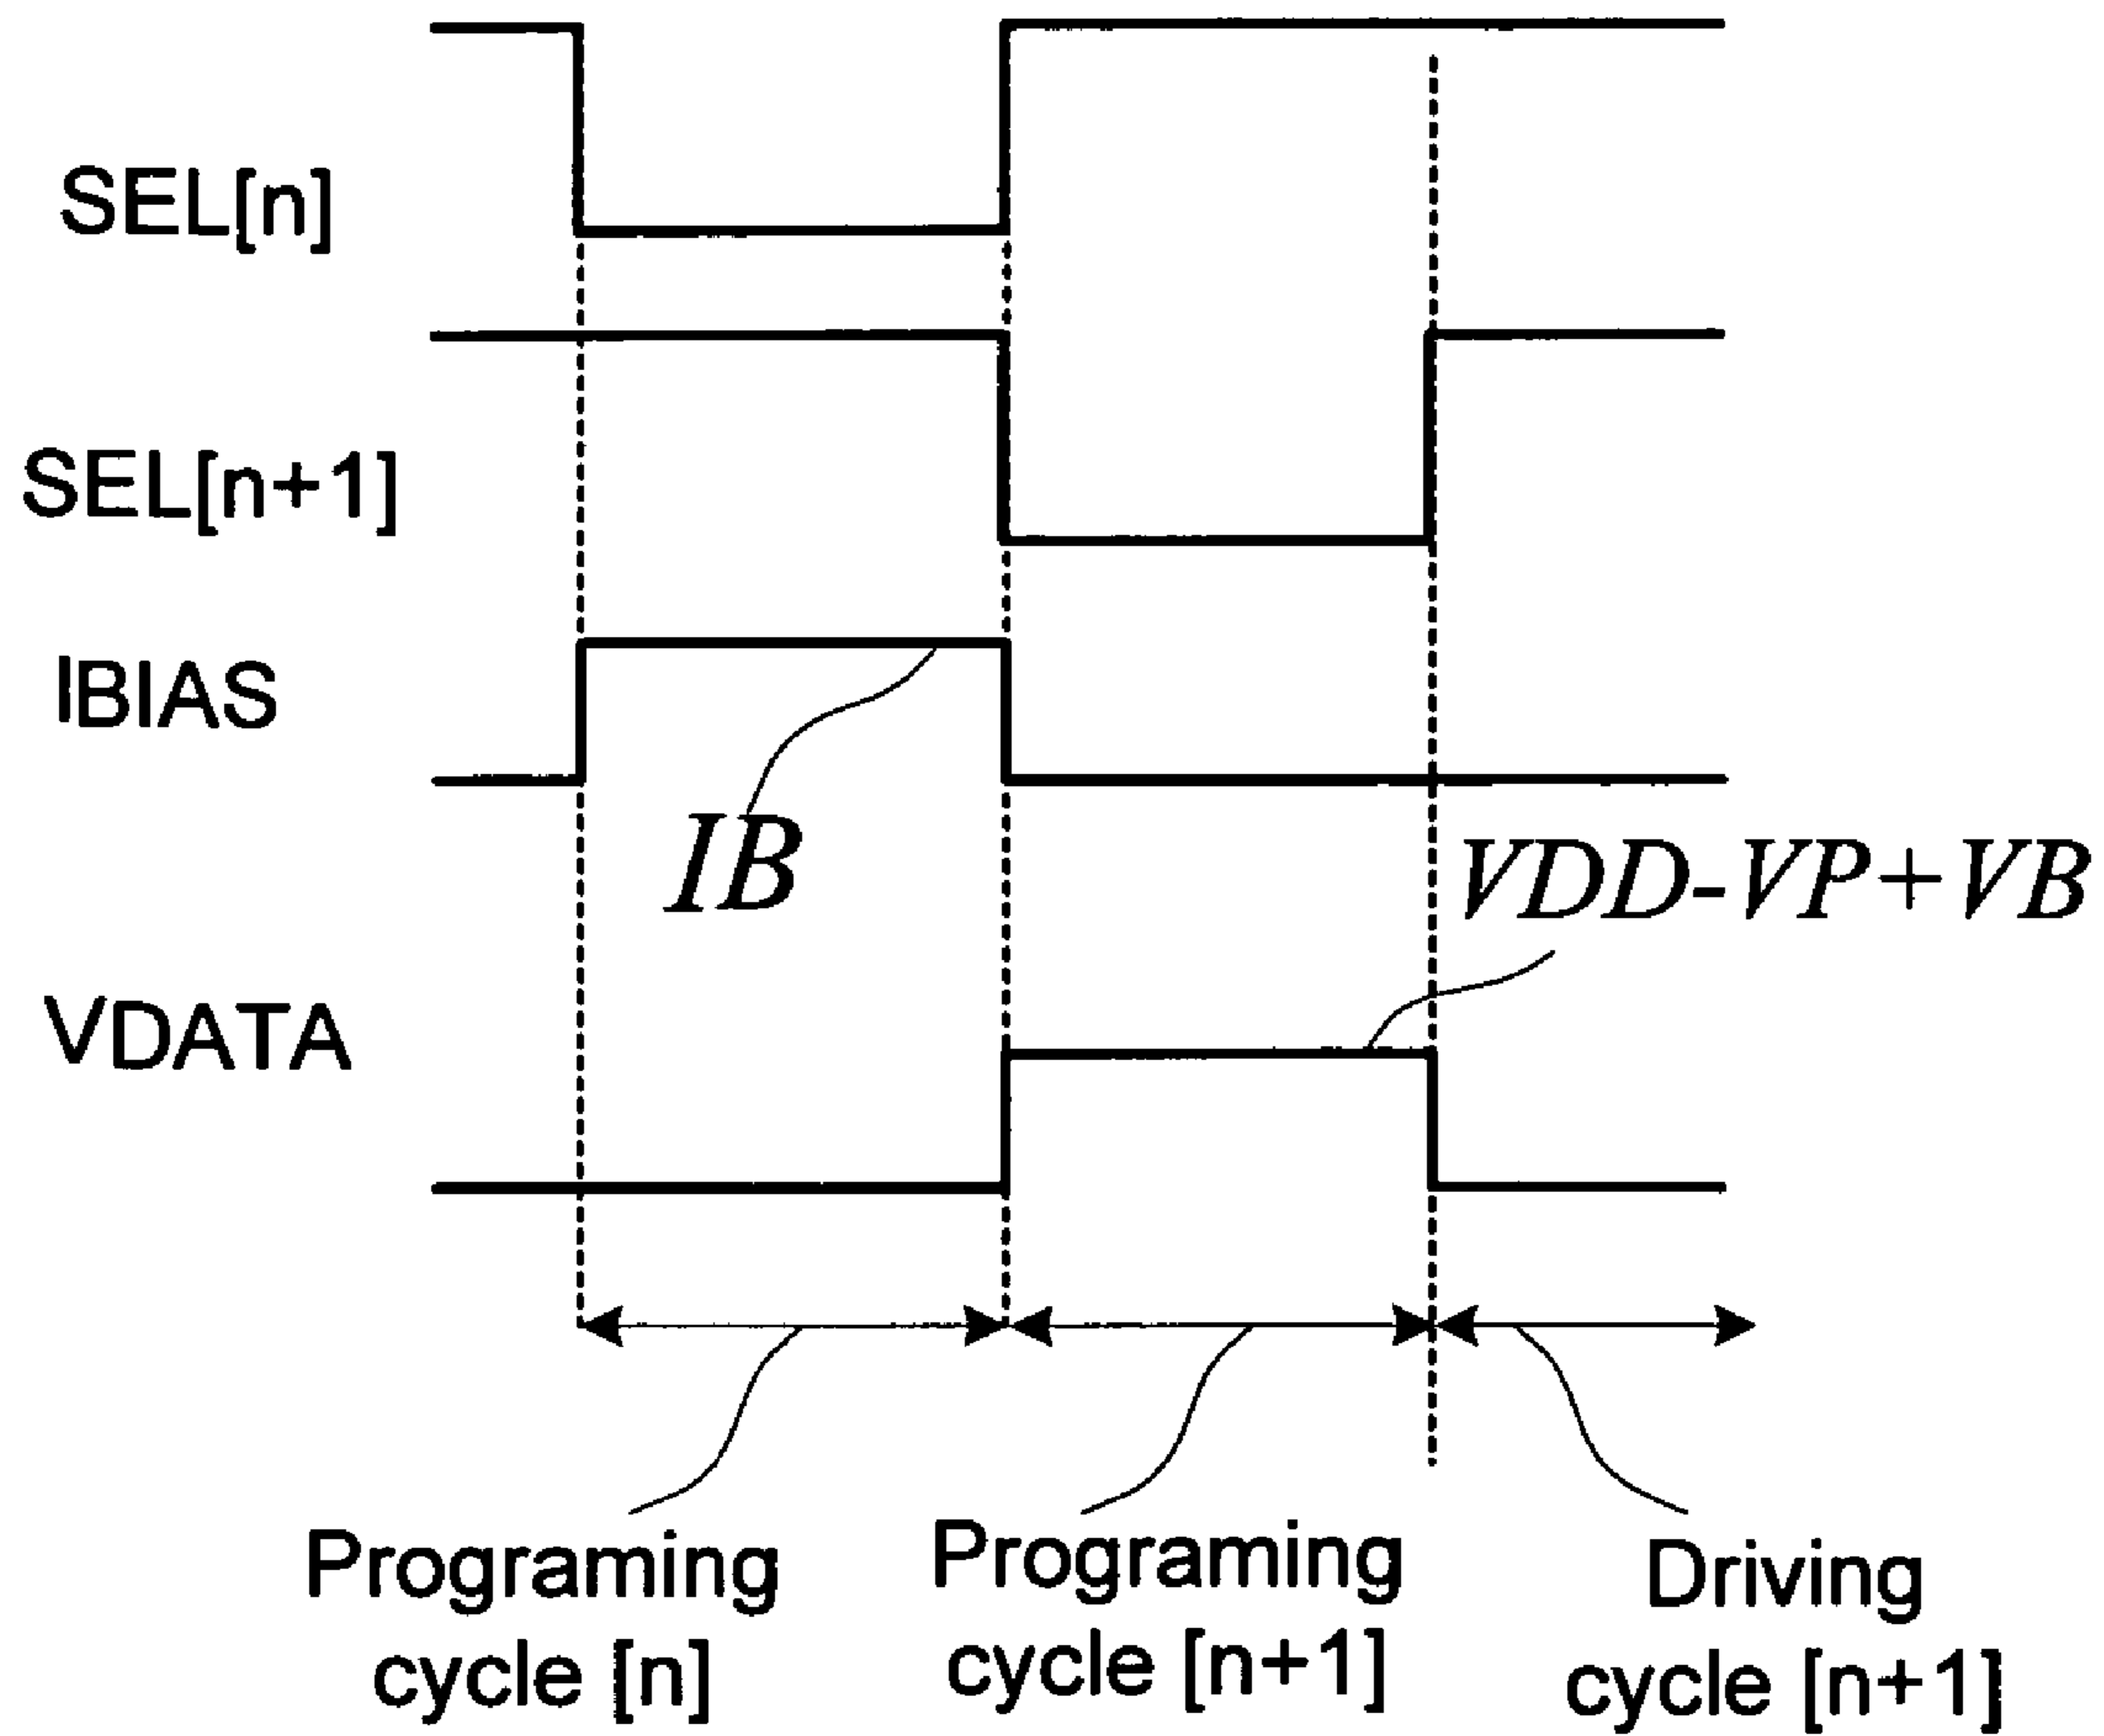 SEL[n]
SEL[n+1]
IBIAS
IB
VDD-VP+VB
VDATA
Programing
cycle [n]
Programing
cycle [n+1]
Driving
cycle [n+1]